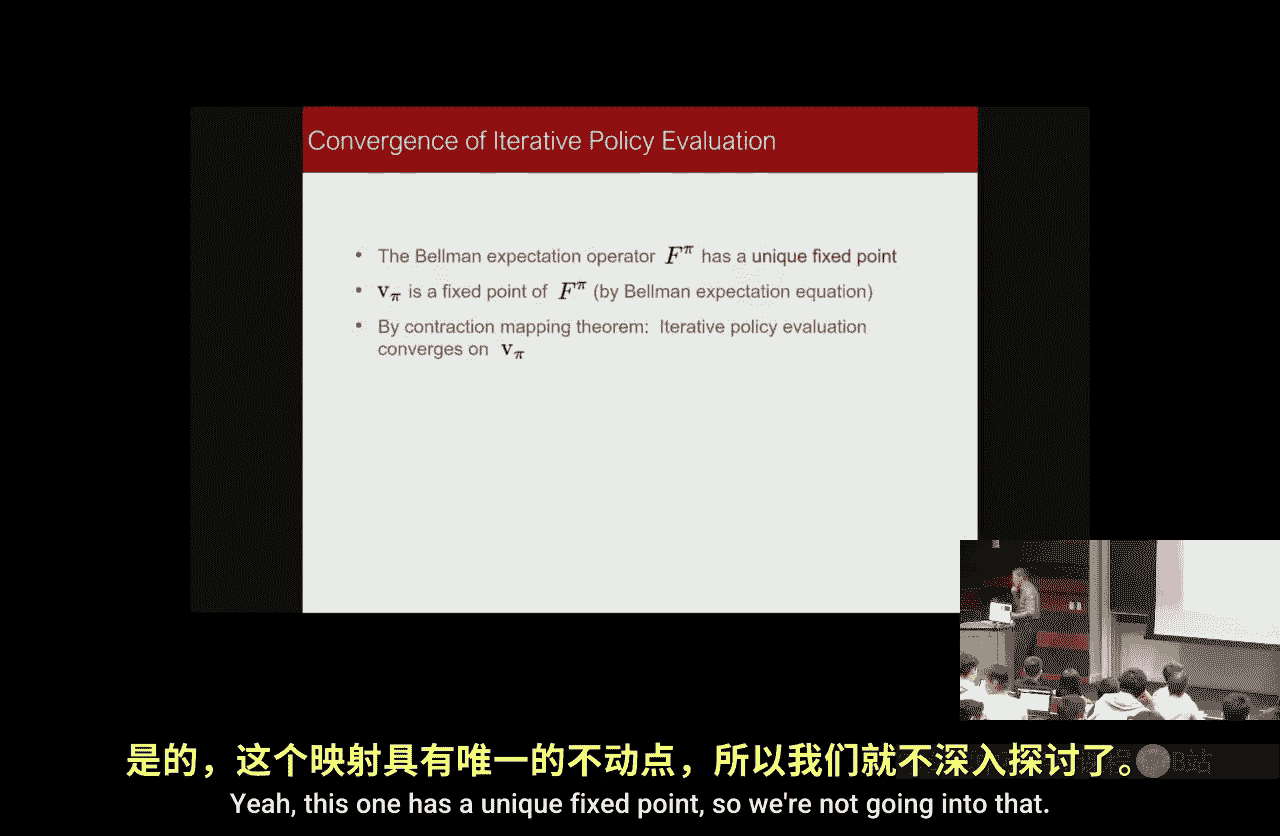 Convergence of Iterative Policy Evaluation
• The Bellman expectation operator F^π has a unique fixed point
• v_π is a fixed point of F^π (by Bellman expectation equation)
• By contraction mapping theorem: Iterative policy evaluation
converges on v_π
是的，这个映射具有唯一的不动点，所以我们就不深入探讨了。
B站
Yeah, this one has a unique fixed point, so we're not going into that.